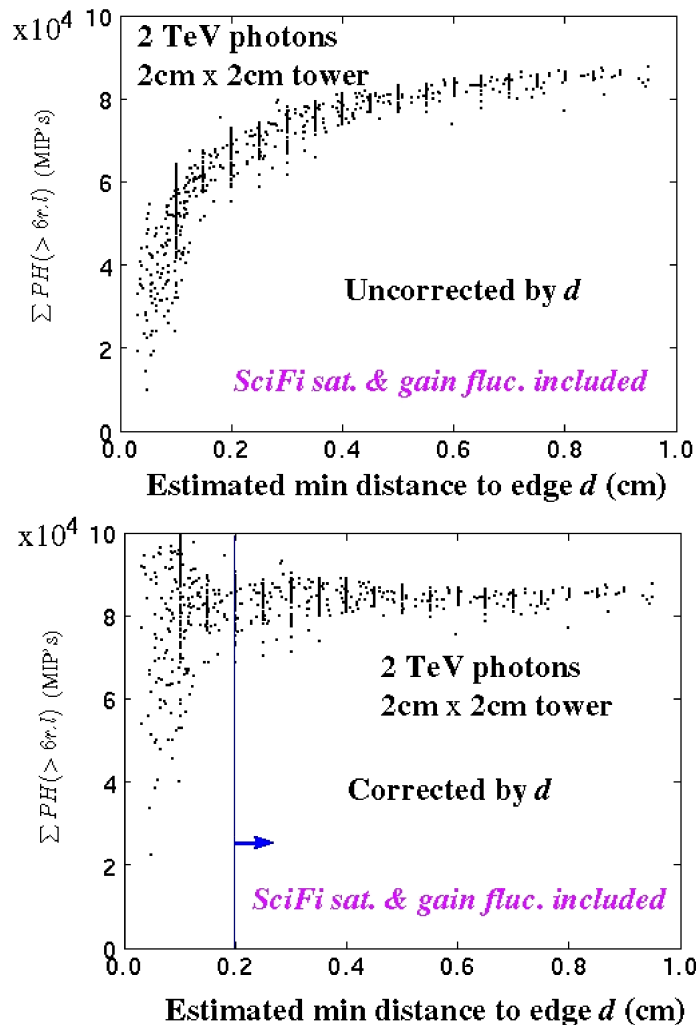 x10⁴
10
2 TeV photons
2cm x 2cm tower
8
6
4
2
0
∑ PH(> 6r.l) (MIP's)
Uncorrected by d
SciFi sat. & gain fluc. included
0.0 0.2 0.4 0.6 0.8 1.0
Estimated min distance to edge d (cm)
x10⁴
10
8
6
4
2
0
∑ PH(> 6r.l) (MIP's)
2 TeV photons
2cm x 2cm tower
Corrected by d
SciFi sat. & gain fluc. included
0.0 0.2 0.4 0.6 0.8 1.0
Estimated min distance to edge d (cm)